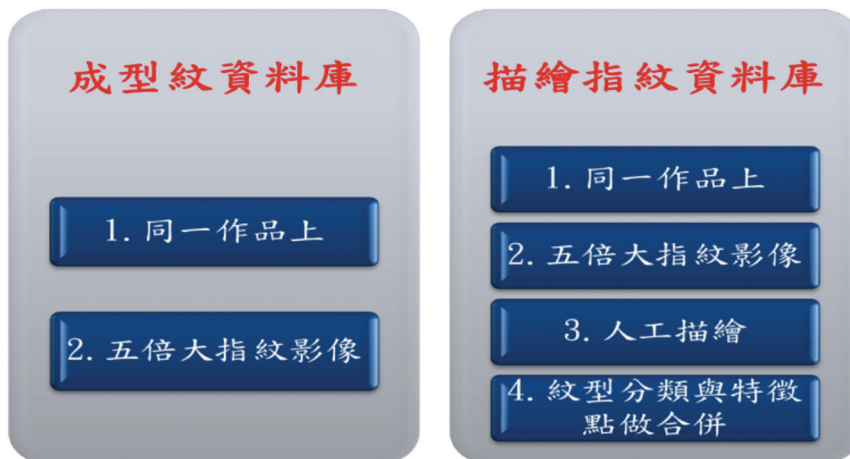 成型紋資料庫
1. 同一作品上
2. 五倍大指紋影像
描繪指紋資料庫
1. 同一作品上
2. 五倍大指紋影像
3. 人工描繪
4. 紋型分類與特徵
點做合併